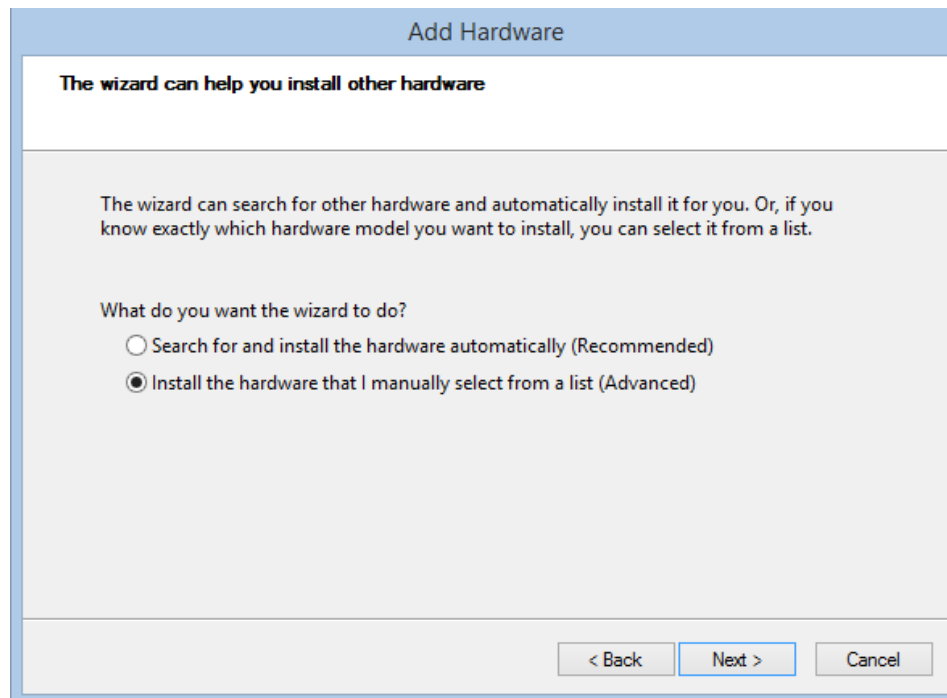 Add Hardware
The wizard can help you install other hardware
The wizard can search for other hardware and automatically install it for you. Or, if you
know exactly which hardware model you want to install, you can select it from a list.
What do you want the wizard to do?
Search for and install the hardware automatically (Recommended)
Install the hardware that I manually select from a list (Advanced)
< Back Next > Cancel